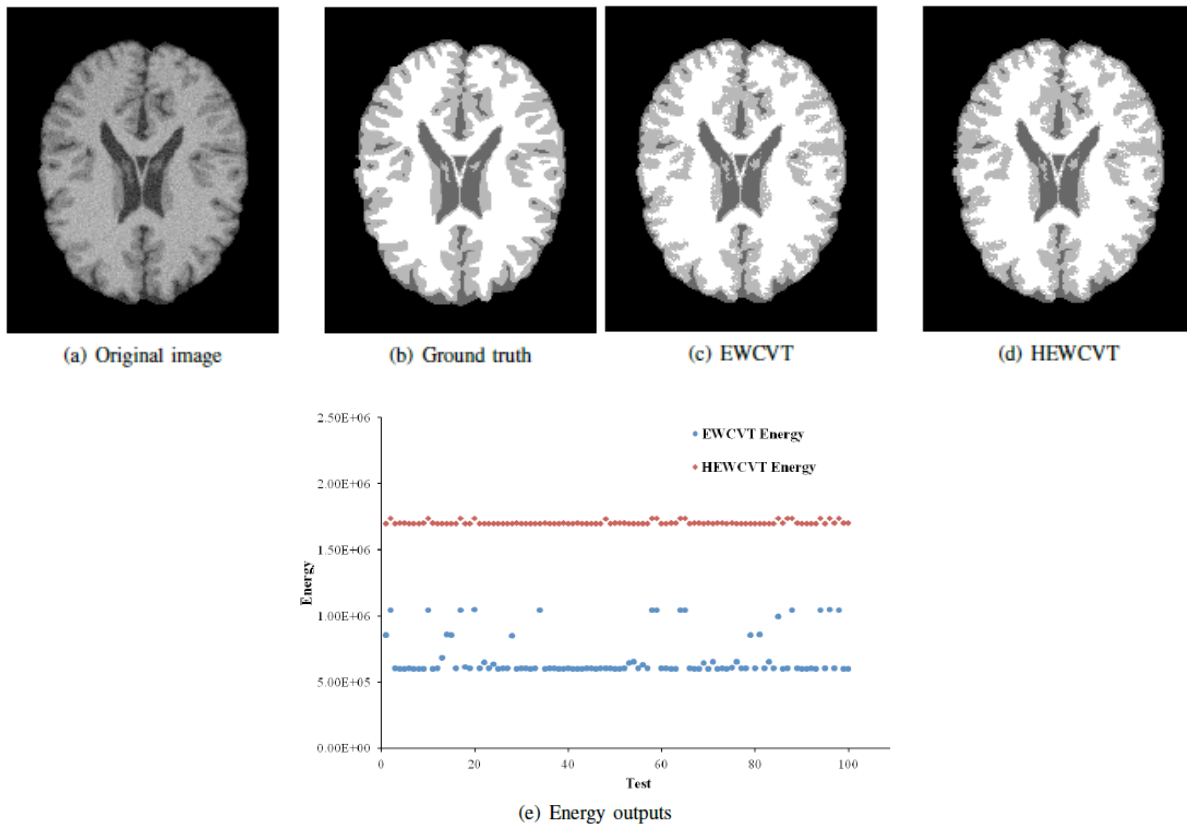 (a) Original image
(b) Ground truth
(c) EWCVT
(d) HEWCVT
2.50E+06
2.00E+06
1.50E+06
1.00E+06
5.00E+05
0.00E+00
Energy
EWCVT Energy
HEWCVT Energy
0
20
40
60
80
100
Test
(e) Energy outputs